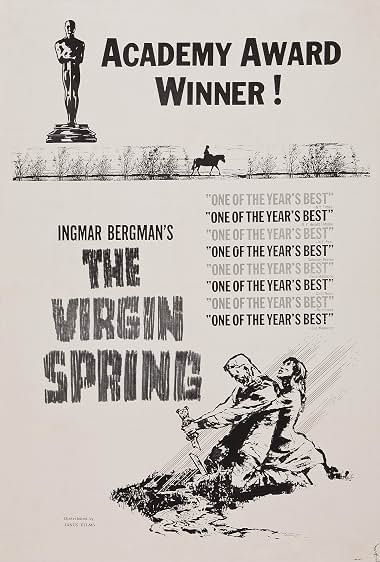 ACADEMY AWARD
WINNER!
INGMAR BERGMAN'S
THE
VIRGIN
SPRING
"ONE OF THE YEAR'S BEST"
"ONE OF THE YEAR'S BEST"
"ONE OF THE YEAR'S BEST"
"ONE OF THE YEAR'S BEST"
"ONE OF THE YEAR'S BEST"
"ONE OF THE YEAR'S BEST"
"ONE OF THE YEAR'S BEST"
"ONE OF THE YEAR'S BEST"
Distributed by
JANUS FILMS